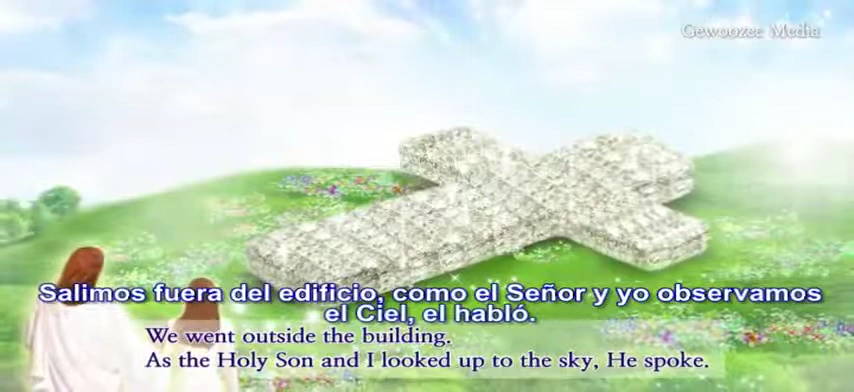 Gewoozee Media
Salimos fuera del edificio, como el Señor y yo observamos
el Ciel, el habló.
We went outside the building.
As the Holy Son and I looked up to the sky, He spoke.